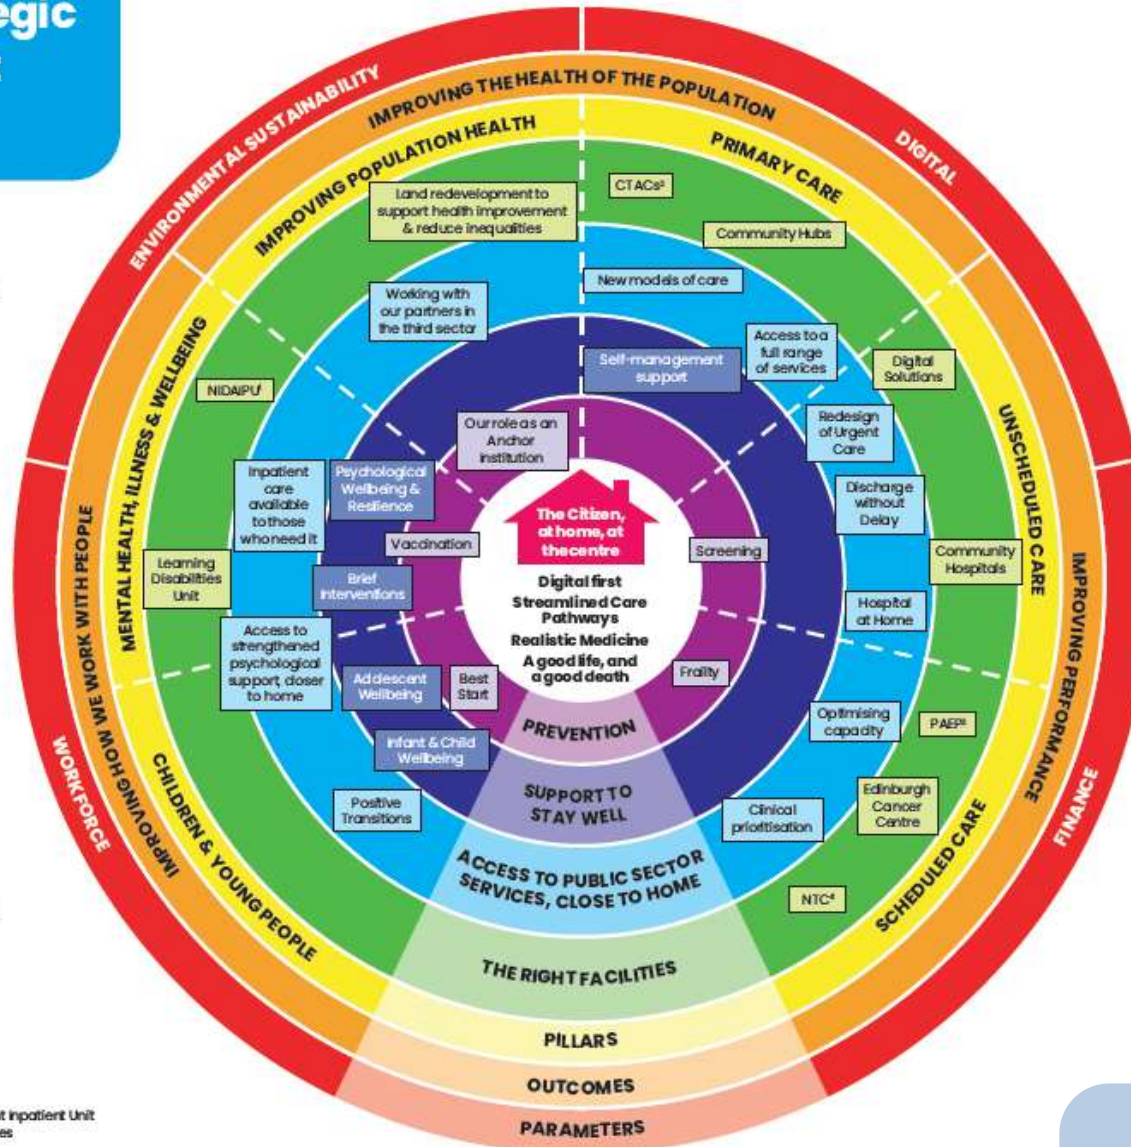 egic
ENVIRONMENTAL SUSTAINABILITY
DIGITAL
WORKFORCE
FINANCE
IMPROVING THE HEALTH OF THE POPULATION
IMPROVING HOW WE WORK WITH PEOPLE
IMPROVING PERFORMANCE
IMPROVING POPULATION HEALTH
PRIMARY CARE
MENTAL HEALTH, ILLNESS & WELLBEING
UNSCHEDULED CARE
CHILDREN & YOUNG PEOPLE
SCHEDULED CARE
Land redevelopment to
support health improvement
& reduce inequalities
CTACs
Community Hubs
New models of care
Working with
our partners in
the third sector
Access to a
full range
of services
Self-management
support
Digital
Solutions
NIDAIPU
Redesign
of Urgent
Care
Our role as an
Anchor
Institution
Inpatient
care
available
to those
who need it
Psychological
Wellbeing &
Resilience
Discharge
without
Delay
The Citizen,
at home, at
the centre
Vaccination
Screening
Community
Hospitals
Learning
Disabilities
Unit
Brief
Interventions
Digital first
Streamlined Care
Pathways
Realistic Medicine
A good life, and
a good death
Hospital
at Home
Access to
strengthened
psychological
support, closer
to home
Adolescent
Wellbeing
Best
Start
Frailty
Optimising
capacity
PAEP
Infant & Child
Wellbeing
Positive
Transitions
Clinical
prioritisation
Edinburgh
Cancer
Centre
NTC
PREVENTION
SUPPORT TO
STAY WELL
ACCESS TO PUBLIC SECTOR
SERVICES, CLOSE TO HOME
THE RIGHT FACILITIES
PILLARS
OUTCOMES
PARAMETERS
t Inpatient Unit
es